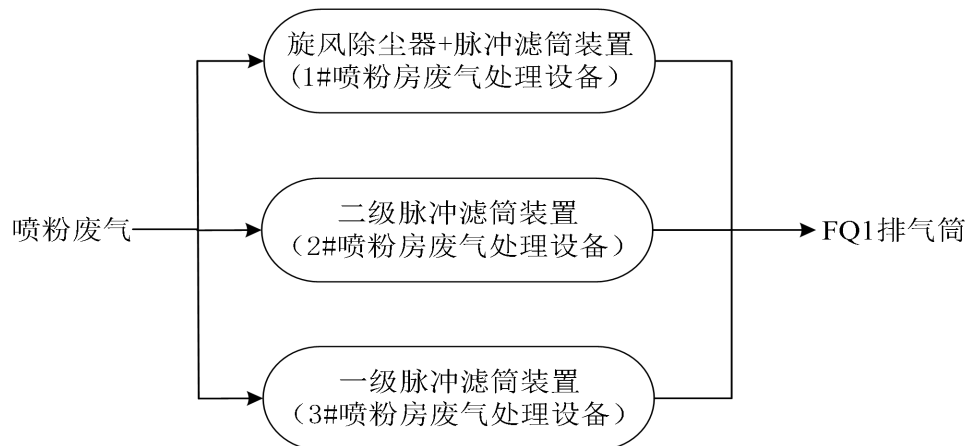 旋风除尘器+脉冲滤筒装置
(1#喷粉房废气处理设备）
喷粉废气
二级脉冲滤筒装置
（2#喷粉房废气处理设备）
FQ1排气筒
一级脉冲滤筒装置
（3#喷粉房废气处理设备）